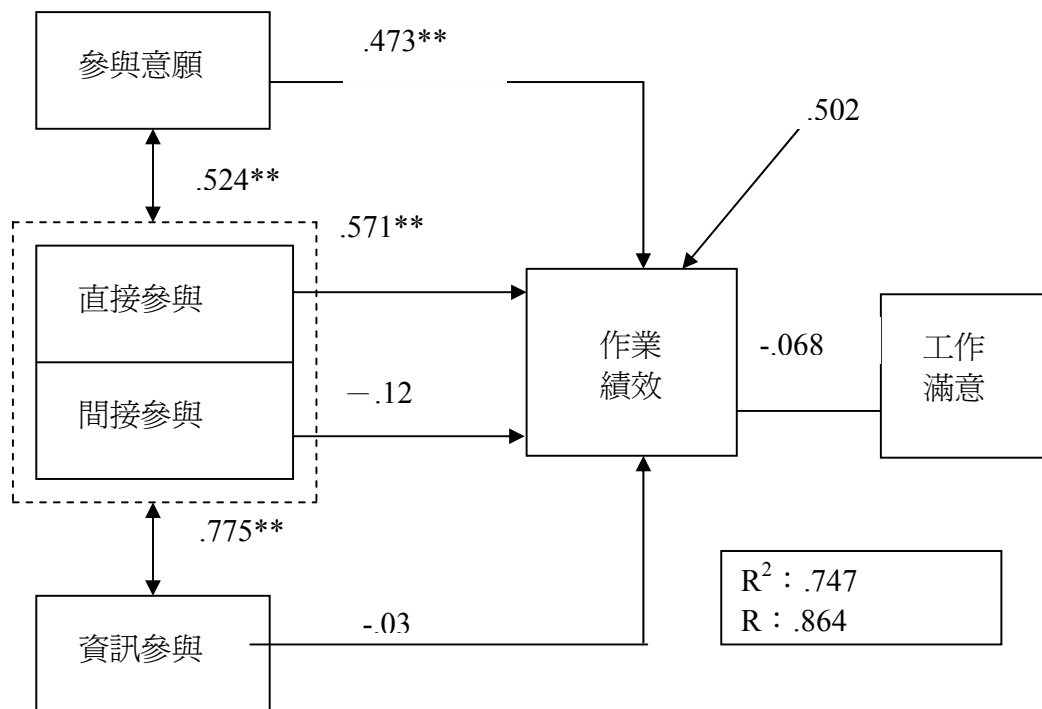 參與意願
.473**
.502
.524**
.571**
直接參與
間接參與
－.12
作業
績效
-.068
工作
滿意
.775**
資訊參與
-.03
R²：.747
R：.864